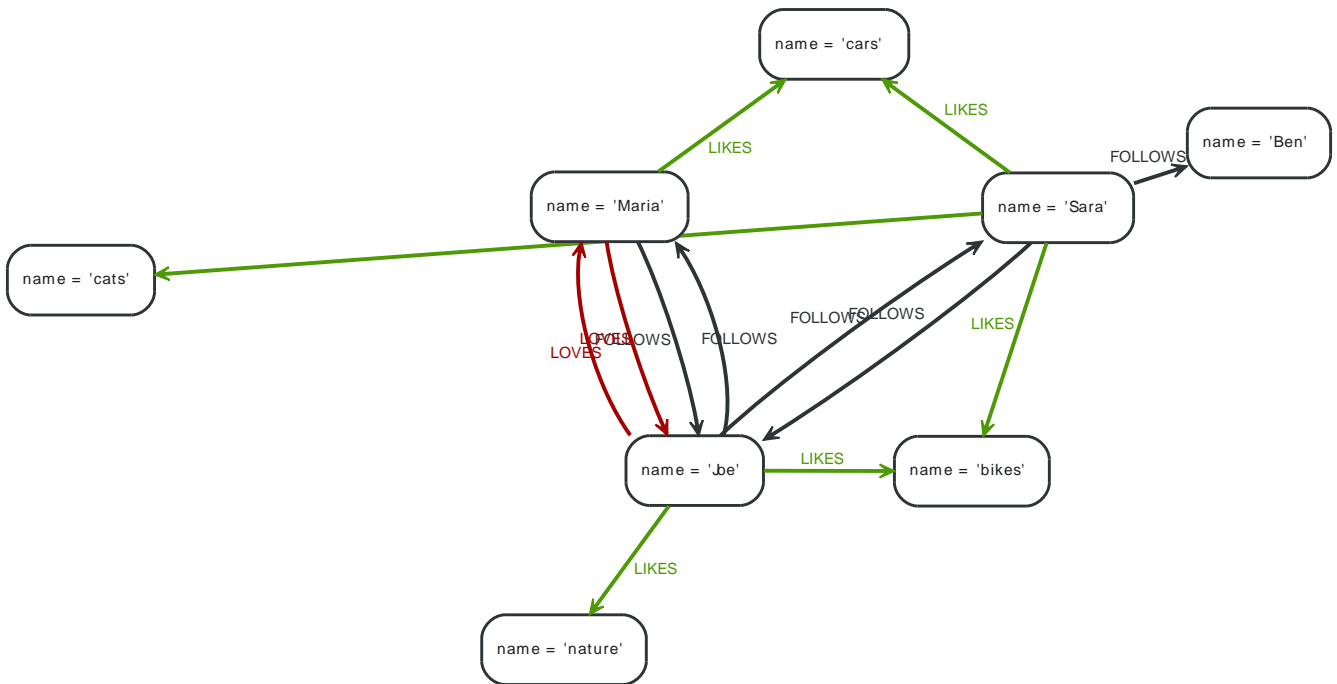 name = 'cars'
LIKES
LIKES
name = 'Ben'
FOLLOWS
name = 'Maria'
name = 'Sara'
name = 'cats'
FOLLOWS
FOLLOWS
LIKES
LOVES
FOLLOWS
FOLLOWS
LOVES
LIKES
name = 'Joe'
name = 'bikes'
LIKES
name = 'nature'